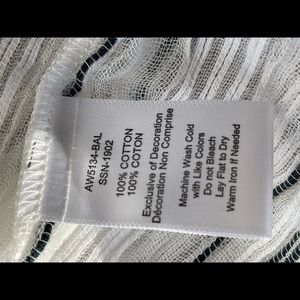 AW5134-BAL
SSN-1902
100% COTTON
100% COTON
Exclusive of Decoration
Décoration Non Comprise
Machine Wash Cold
with Like Colors
Do not Bleach
Lay Flat to Dry
Warm Iron If Needed